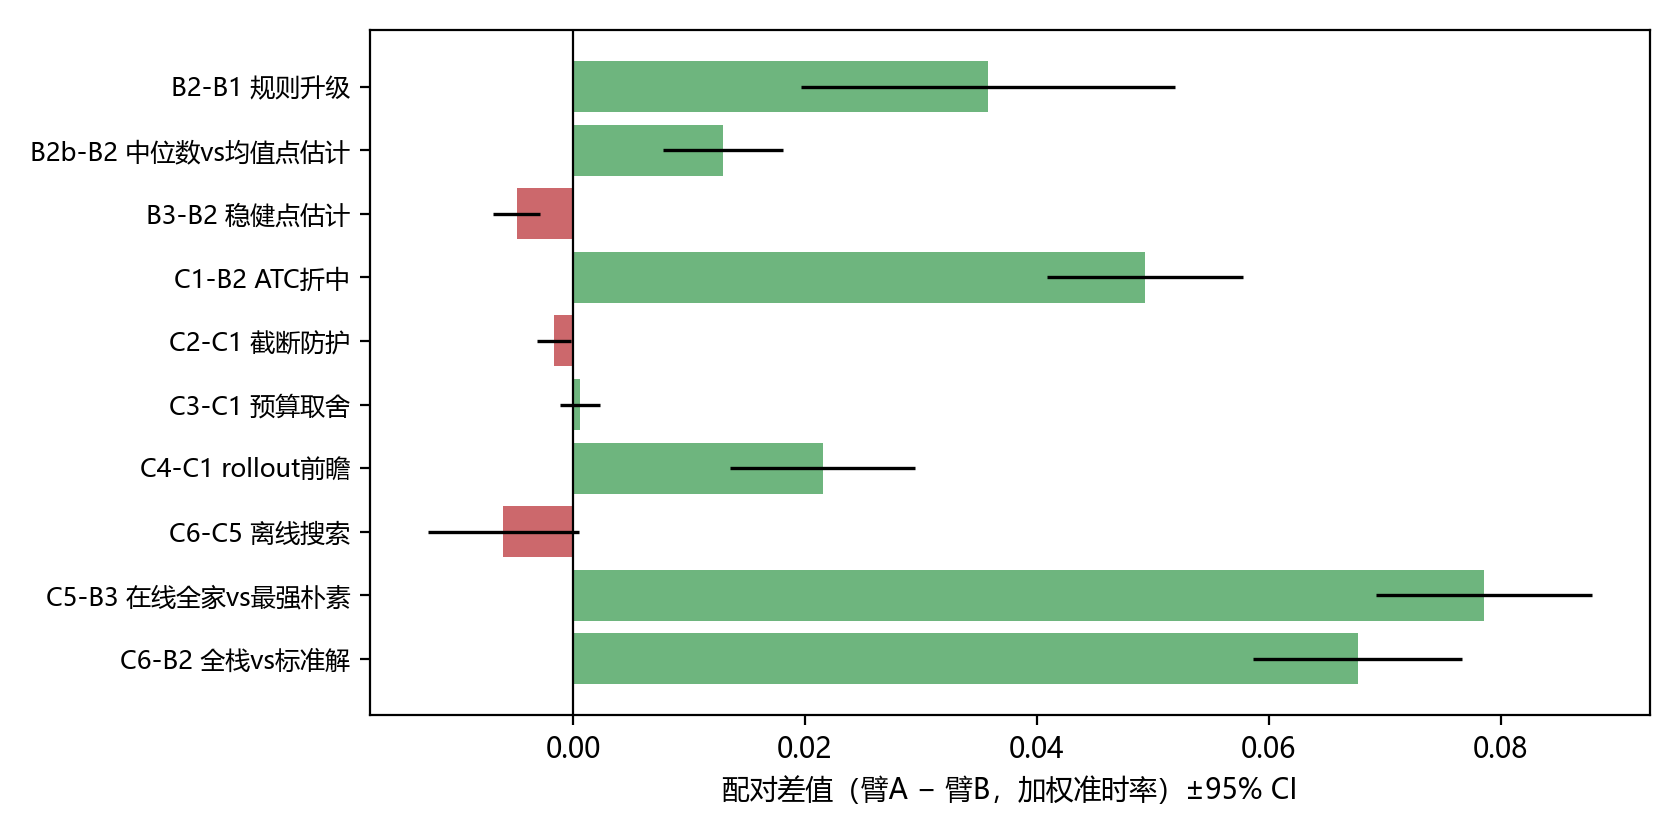 B2-B1 规则升级
B2b-B2 中位数vs均值点估计
B3-B2 稳健点估计
C1-B2 ATC折中
C2-C1 截断防护
C3-C1 预算取舍
C4-C1 rollout前瞻
C6-C5 离线搜索
C5-B3 在线全家vs最强朴素
C6-B2 全栈vs标准解
0.00 0.02 0.04 0.06 0.08
配对差值（臂A − 臂B，加权准时率）±95% CI